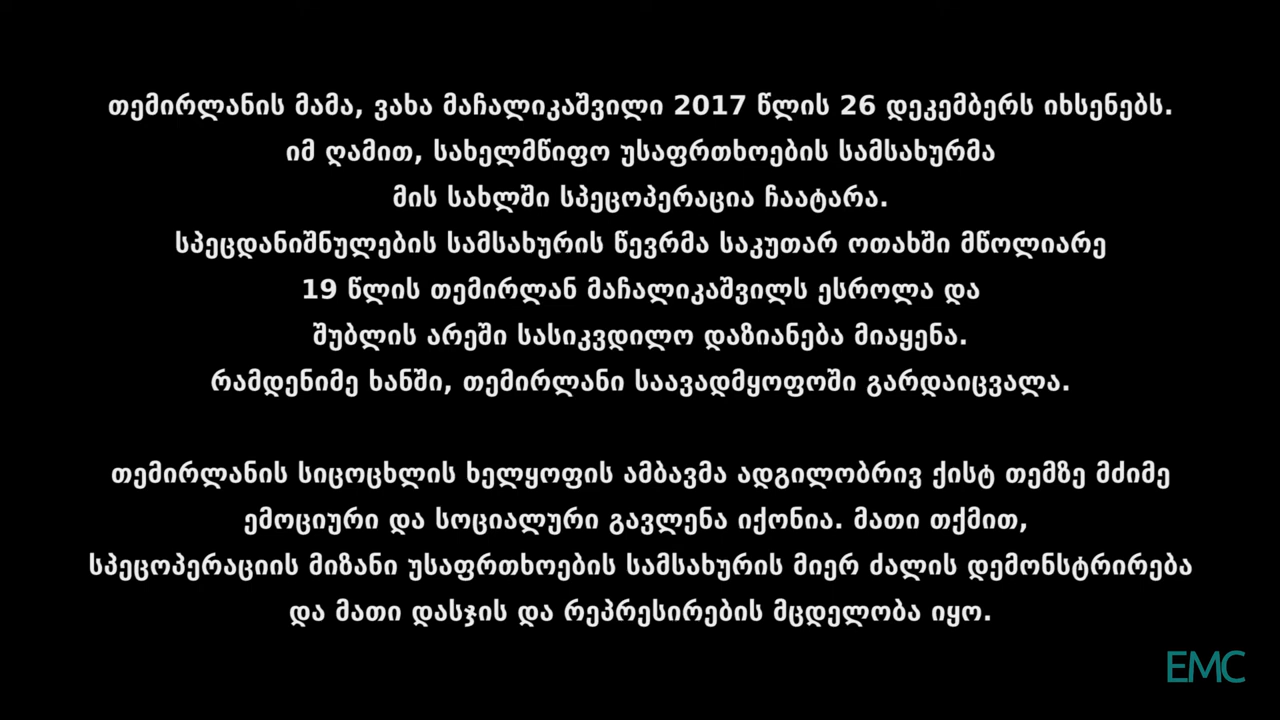 თემირლანის მამა, ვახა მაჩალიკაშვილი 2017 წლის 26 დეკემბერს იხსენებს.
იმ ღამით, სახელმწიფო უსაფრთხოების სამსახურმა
მის სახლში სპეცოპერაცია ჩაატარა.
სპეცდანიშნულების სამსახურის წევრმა საკუთარ ოთახში მწოლიარე
19 წლის თემირლან მაჩალიკაშვილს ესროლა და
შუბლის არეში სასიკვდილო დაზიანება მიაყენა.
რამდენიმე ხანში, თემირლანი საავადმყოფოში გარდაიცვალა.
თემირლანის სიცოცხლის ხელყოფის ამბავმა ადგილობრივ ქისტ თემზე მძიმე
ემოციური და სოციალური გავლენა იქონია. მათი თქმით,
სპეცოპერაციის მიზანი უსაფრთხოების სამსახურის მიერ ძალის დემონსტრირება
და მათი დასჯის და რეპრესირების მცდელობა იყო.
EMC